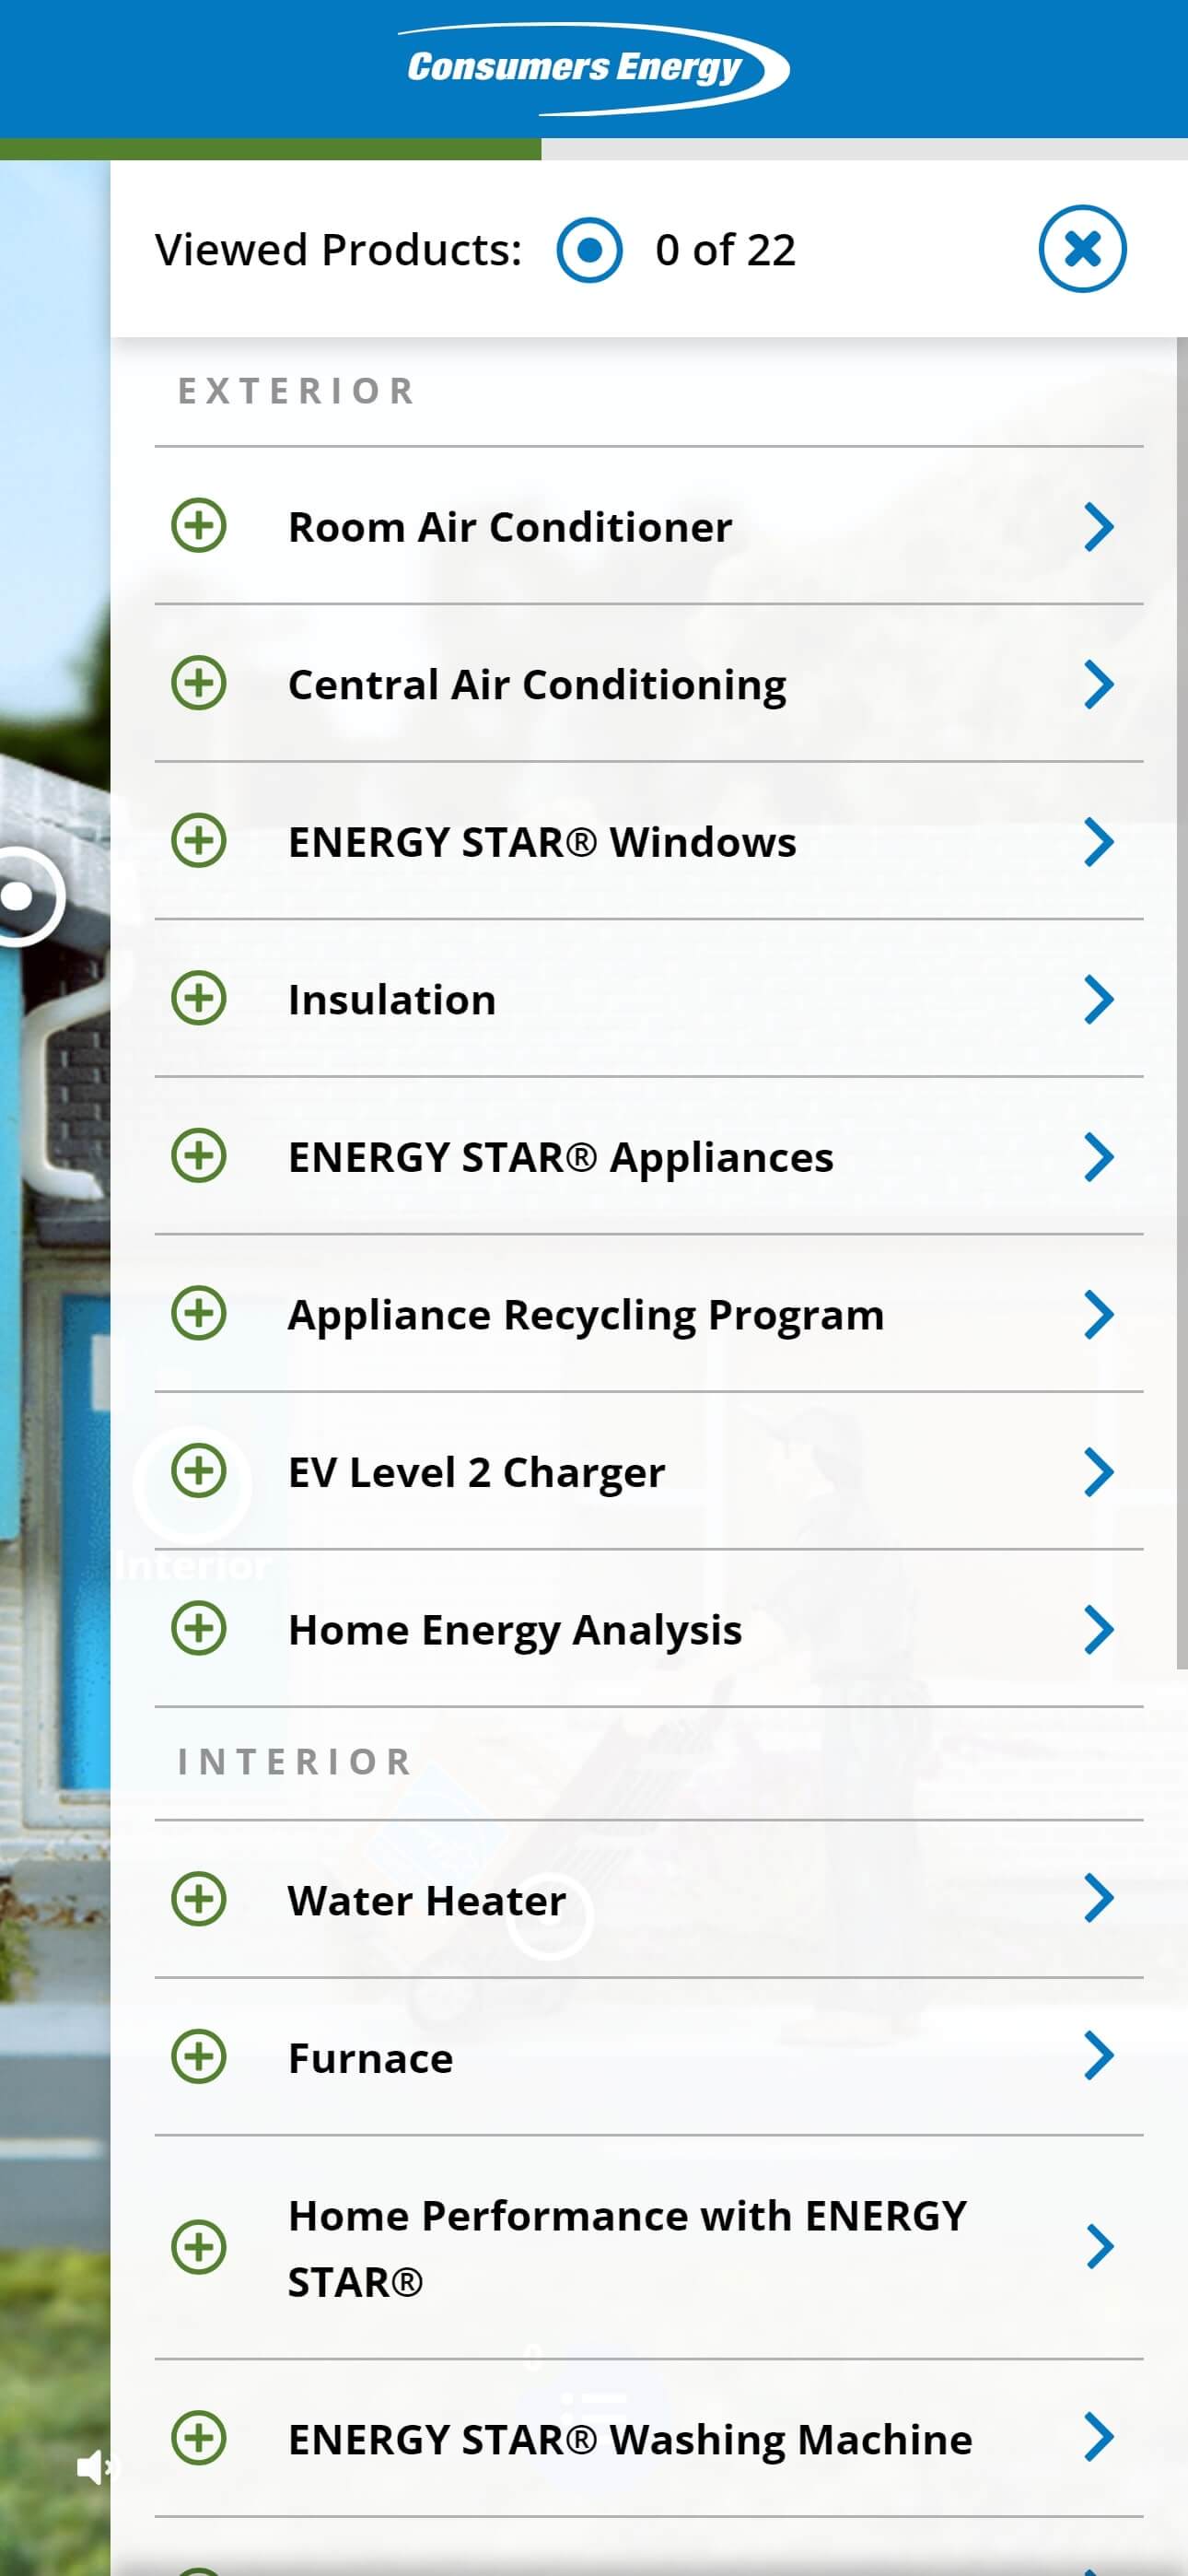 Consumers Energy
Viewed Products: 0 of 22
EXTERIOR
Room Air Conditioner
Central Air Conditioning
ENERGY STAR® Windows
Insulation
ENERGY STAR® Appliances
Appliance Recycling Program
EV Level 2 Charger
Interior
Home Energy Analysis
INTERIOR
Water Heater
Furnace
Home Performance with ENERGY
STAR®
0
ENERGY STAR® Washing Machine